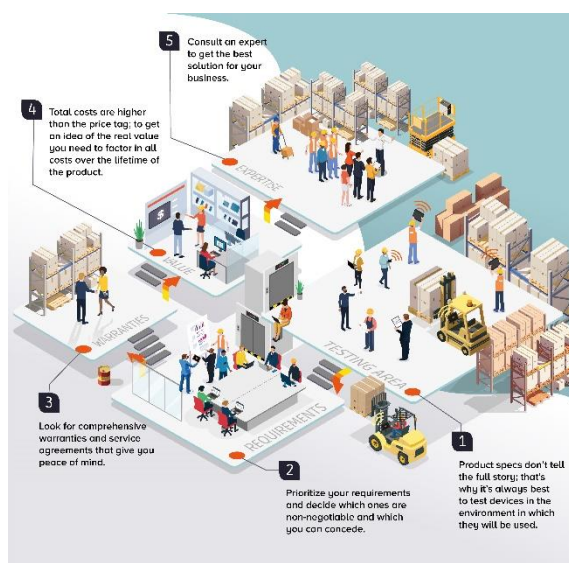 5
Consult an expert
to get the best
solution for your
business.
4
Total costs are higher
than the price tag; to get
an idea of the real value
you need to factor in all
costs over the lifetime of
the product.
EXPERTISE
$
VALUE
WARRANTIES
TESTING AREA
REQUIREMENTS
3
Look for comprehensive
warranties and service
agreements that give you
peace of mind.
2
Prioritize your requirements
and decide which ones are
non-negotiable and which
you can concede.
1
Product specs don't tell
the full story; that's
why it's always best
to test devices in the
environment in which
they will be used.